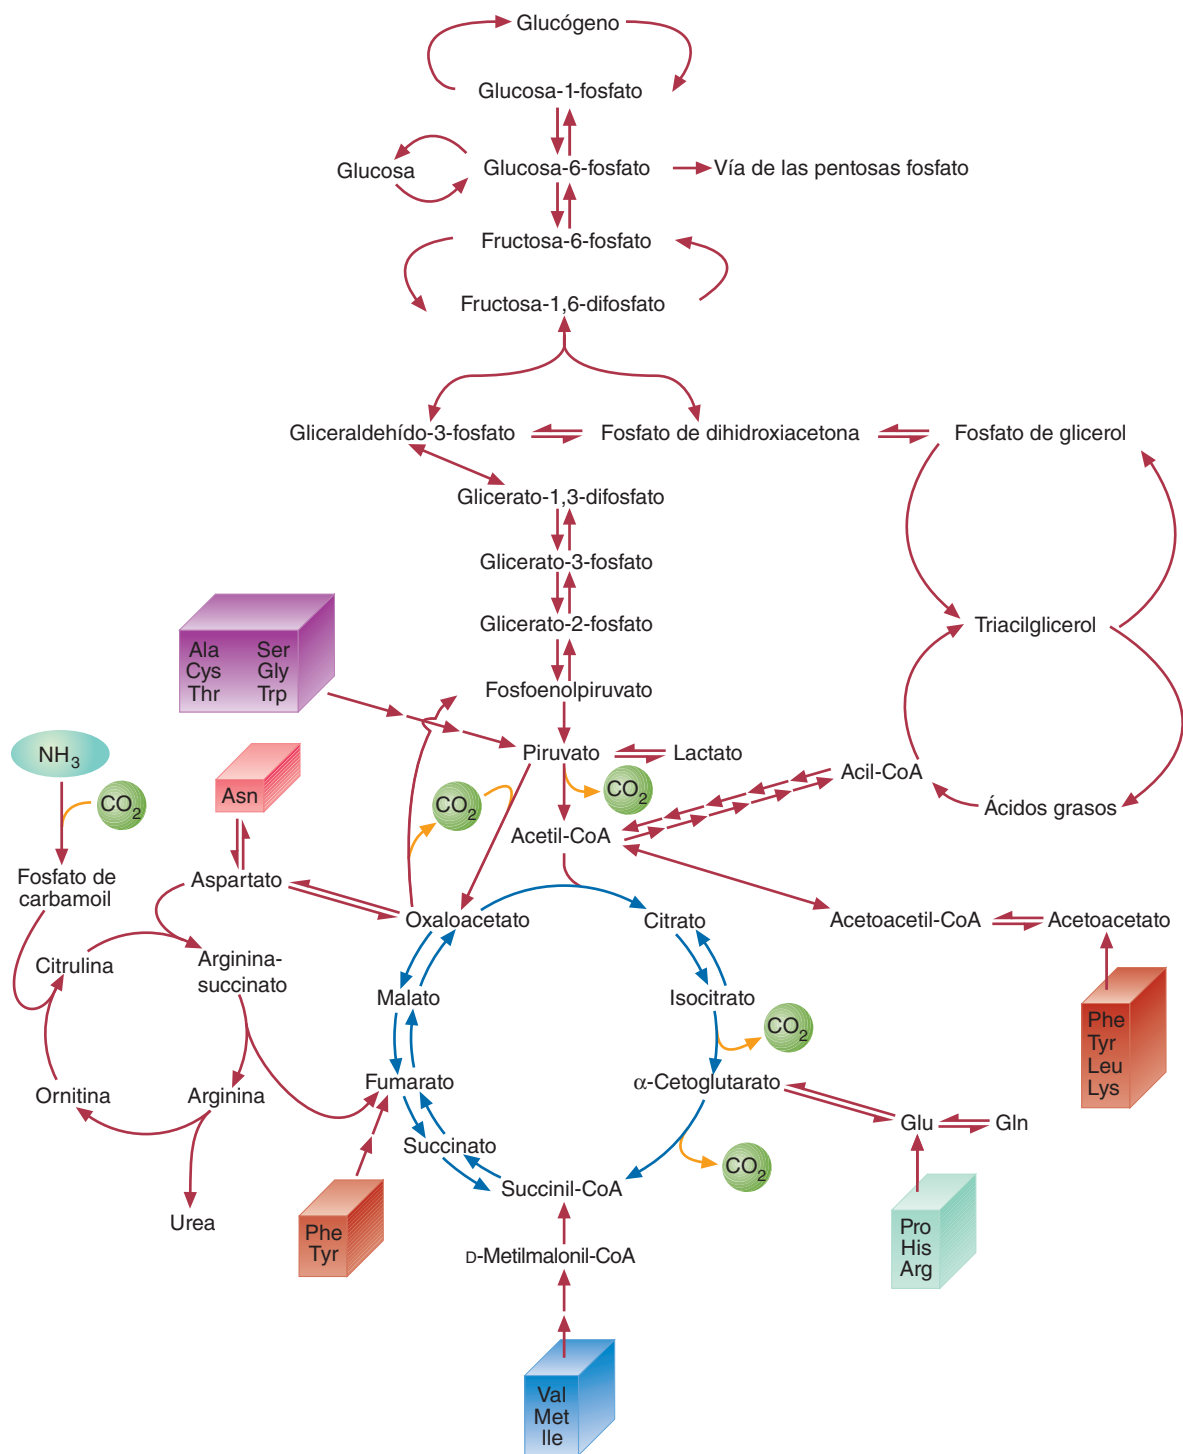 Glucógeno
Glucosa-1-fosfato
Glucosa
Glucosa-6-fosfato
Vía de las pentosas fosfato
Fructosa-6-fosfato
Fructosa-1,6-difosfato
Gliceraldehído-3-fosfato
Fosfato de dihidroxiacetona
Fosfato de glicerol
Glicerato-1,3-difosfato
Glicerato-3-fosfato
Glicerato-2-fosfato
Triacilglicerol
Ala Ser
Cys Gly
Thr Trp
Fosfoenolpiruvato
NH3
Piruvato
Lactato
Acil-CoA
Asn
CO2
CO2
CO2
Ácidos grasos
Acetil-CoA
Fosfato de
carbamoil
Aspartato
Oxaloacetato
Citrato
Acetoacetil-CoA
Acetoacetato
Citrulina
Arginina-
succinato
Malato
Isocitrato
CO2
Phe
Tyr
Leu
Lys
Ornitina
Arginina
Fumarato
α-Cetoglutarato
Glu
Gln
Succinato
CO2
Succinil-CoA
Urea
Phe
Tyr
Pro
His
Arg
D-Metilmalonil-CoA
Val
Met
Ile